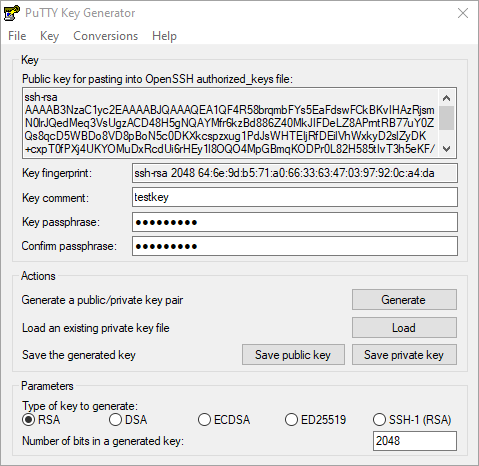 PuTTY Key Generator
File Key Conversions Help
Key
Public key for pasting into OpenSSH authorized_keys file:
ssh-rsa
AAAAB3NzaC1yc2EAAAABJQAAAQEA1QF4R58brqmbFYs5EaFdswFCkBKvIHAzRjsm
N0lrJQedMeq3VsUgzACD48H5gNQAYMfr6kzBd886Z40MkJIFDeLZ8APmtRB77uY0Z
Qs8qcD5WBDo8VD8pBoN5c0DKXkcspzxug1PdJsWHTEIjRfDEilVhWxkyD2slZyDK
+cxpT0fPXj4UKYOMuDxRcdUi6rHEy1I8OQO4MpGBmqKODPr0L82H585tIvT3h5eKF/
Key fingerprint: ssh-rsa 2048 64:6e:9d:b5:71:a0:66:33:63:47:03:97:92:0c:a4:da
Key comment: testkey
Key passphrase: ●●●●●●●●●
Confirm passphrase: ●●●●●●●●●
Actions
Generate a public/private key pair Generate
Load an existing private key file Load
Save the generated key Save public key Save private key
Parameters
Type of key to generate:
RSA DSA ECDSA ED25519 SSH-1 (RSA)
Number of bits in a generated key: 2048